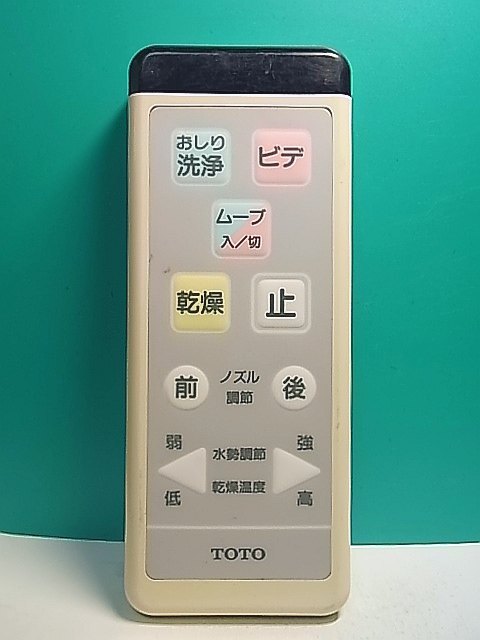 おしり
洗浄
ビデ
ムーブ
入/切
乾燥
止
前
ノズル
調節
後
弱
強
水勢調節
乾燥温度
低
高
TOTO